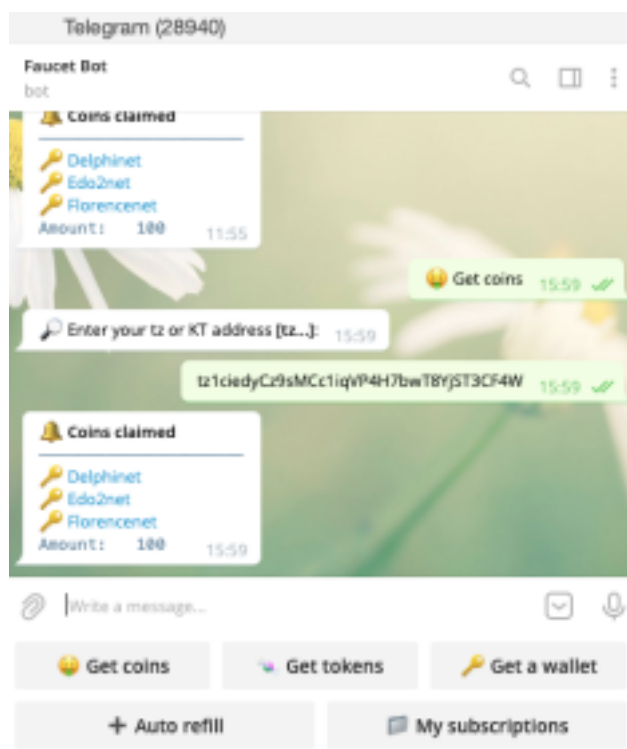 Telegram (28940)
Faucet Bot
bot
Coins claimed
Delphinet
Edo2net
Florencenet
Amount: 100
11:55
Get coins 15:59
Enter your tz or KT address [tz...]: 15:59
tz1ciedyCz9sMCc1iqVP4H7bwT8YjST3CF4W 15:59
Coins claimed
Delphinet
Edo2net
Florencenet
Amount: 100
15:59
Write a message...
Get coins Get tokens Get a wallet
+ Auto refill My subscriptions